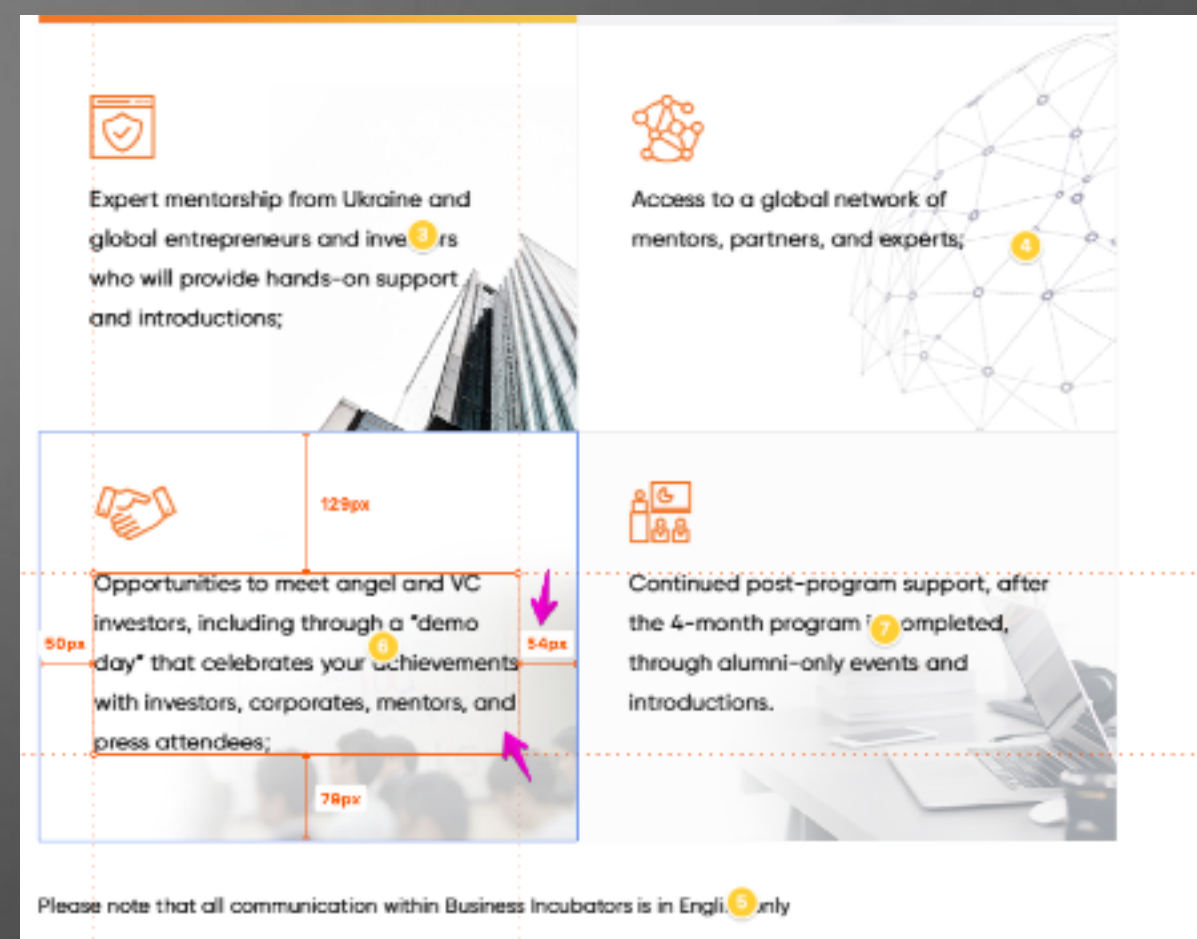 Expert mentorship from Ukraine and
global entrepreneurs and inve 3 rs
who will provide hands-on support
and introductions;
Access to a global network of
mentors, partners, and experts; 4
129px
Opportunities to meet angel and VC
investors, including through a "demo
50px 6 54px
day" that celebrates your achievements
with investors, corporates, mentors, and
press attendees;
79px
Continued post-program support, after
the 4-month program i 7 ompleted,
through alumni-only events and
introductions.
Please note that all communication within Business Incubators is in Engli 5 nly